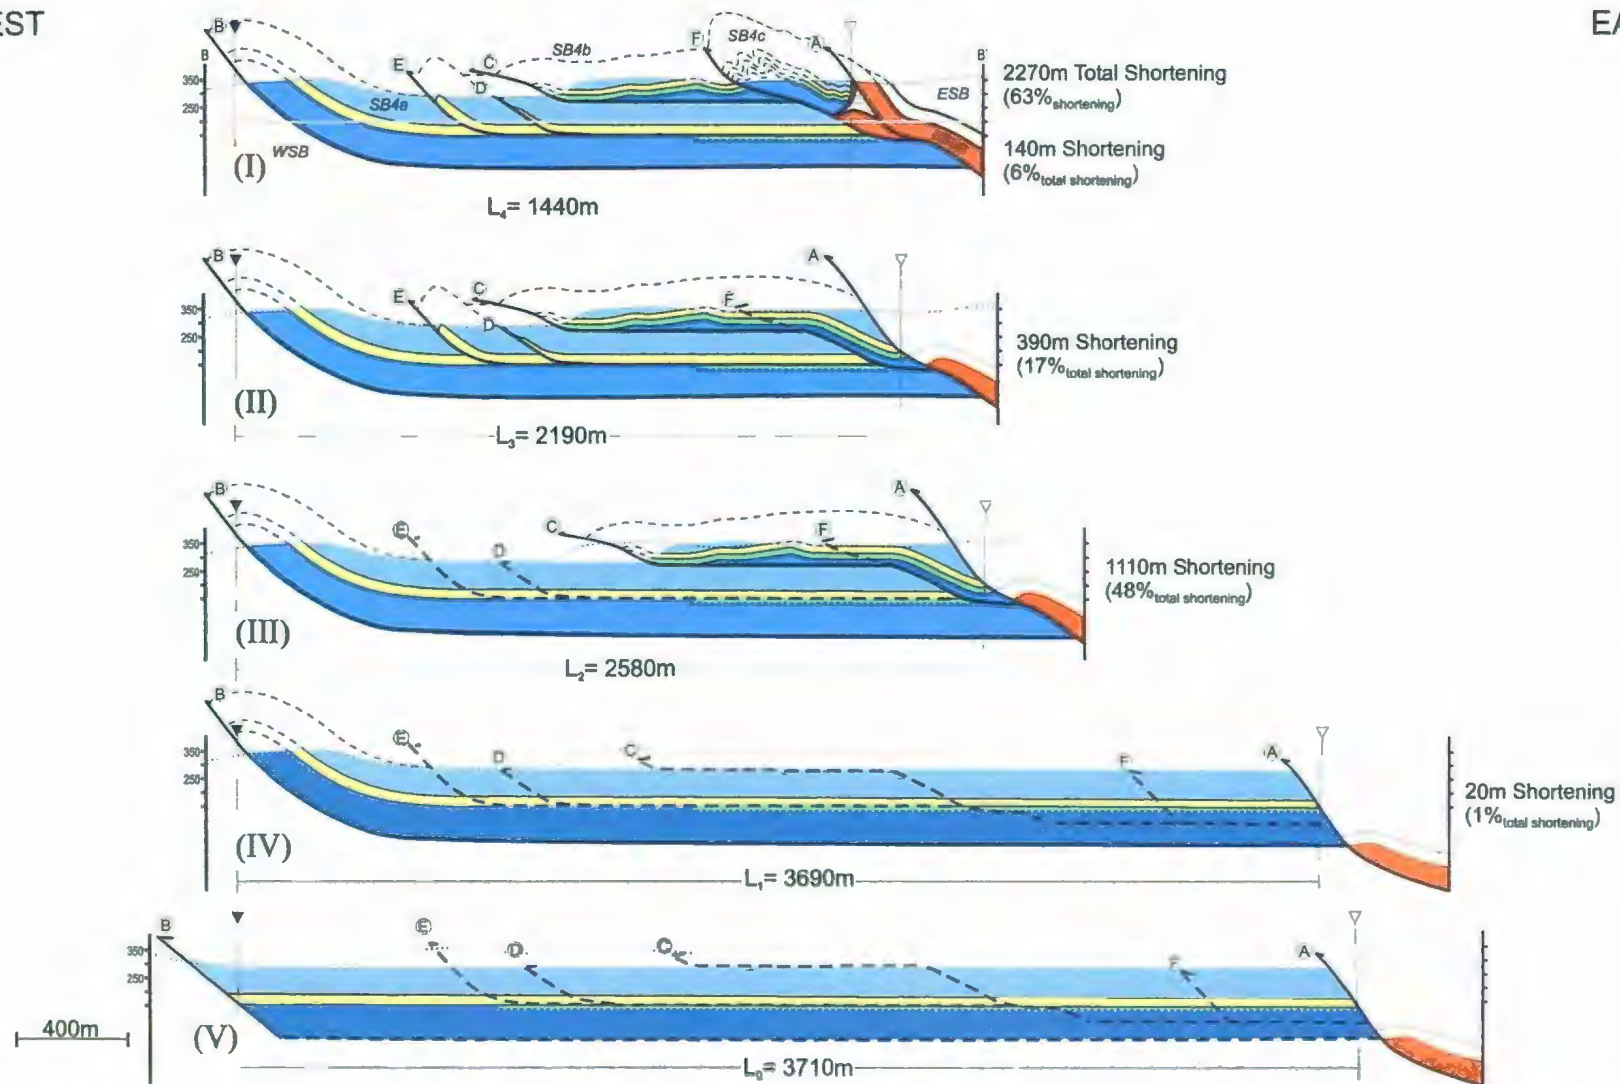 EST
EA
B
F
SB4c
A
SB4b
B
C
E
B'
D
350
250
SB4a
ESB
WSB
(I)
2270m Total Shortening
(63%shortening)
140m Shortening
(6%total shortening)
L₄= 1440m
B
A
C
E
F
D
350
250
(II)
390m Shortening
(17%total shortening)
L₃= 2190m
B
A
E
C
F
D
350
250
(III)
1110m Shortening
(48%total shortening)
L₂= 2580m
B
E
D
C
F
A
350
250
(IV)
20m Shortening
(1%total shortening)
L₁= 3690m
B
E
D
C
F
A
350
250
400m
(V)
L₀= 3710m